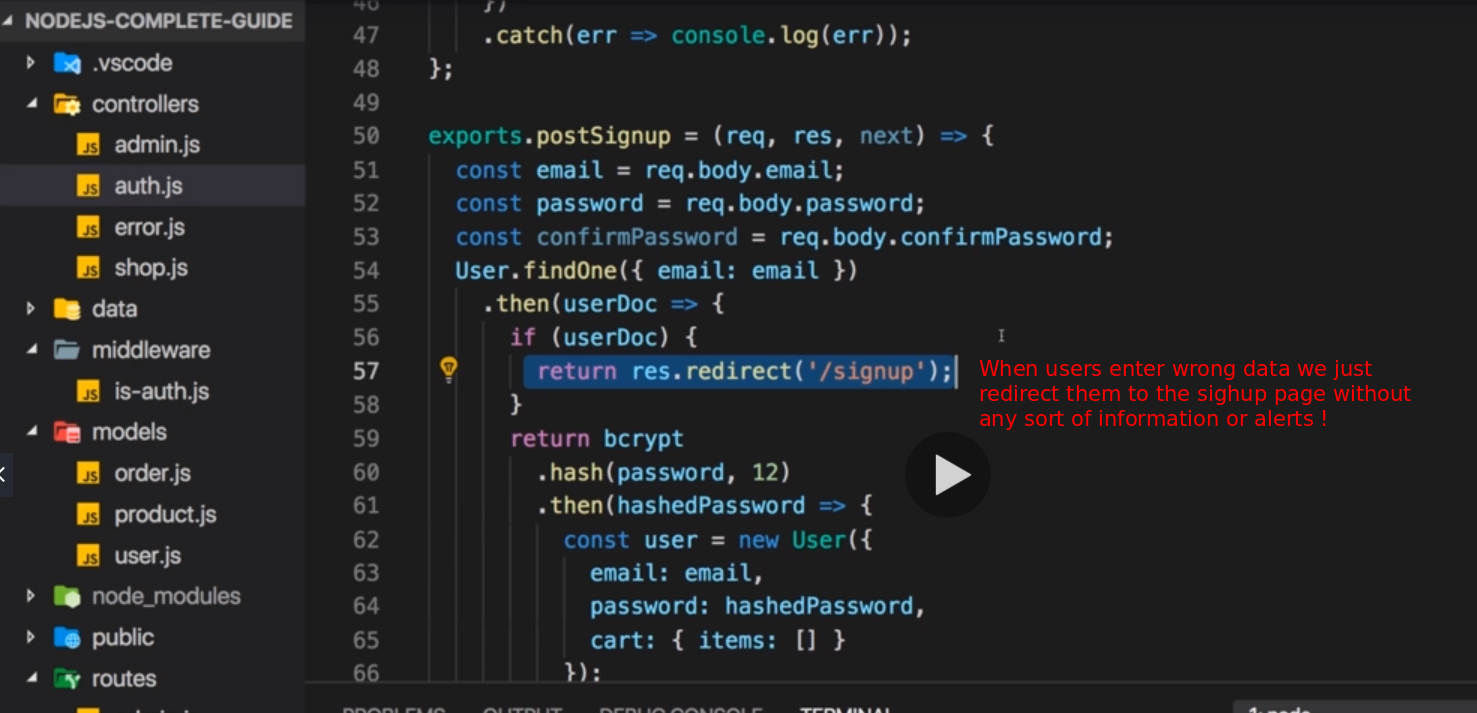 NODEJS-COMPLETE-GUIDE
.vscode
controllers
admin.js
auth.js
error.js
shop.js
data
middleware
is-auth.js
models
order.js
product.js
user.js
node_modules
public
routes
46 })
47 .catch(err => console.log(err));
48 };
49
50 exports.postSignup = (req, res, next) => {
51 const email = req.body.email;
52 const password = req.body.password;
53 const confirmPassword = req.body.confirmPassword;
54 User.findOne({ email: email })
55 .then(userDoc => {
56 if (userDoc) {
57 return res.redirect('/signup');
58 }
59 return bcrypt
60 .hash(password, 12)
61 .then(hashedPassword => {
62 const user = new User({
63 email: email,
64 password: hashedPassword,
65 cart: { items: [] }
66 });
When users enter wrong data we just
redirect them to the sighup page without
any sort of information or alerts !
PROBLEMS OUTPUT DEBUG CONSOLE TERMINAL 1: node